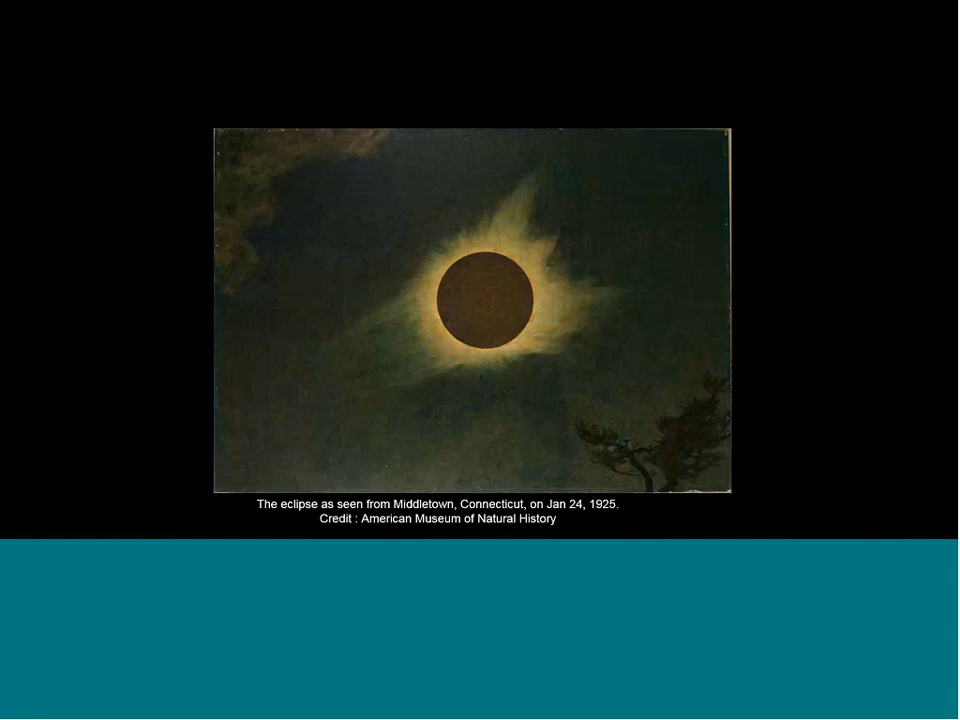 The eclipse as seen from Middletown, Connecticut, on Jan 24, 1925.
Credit : American Museum of Natural History